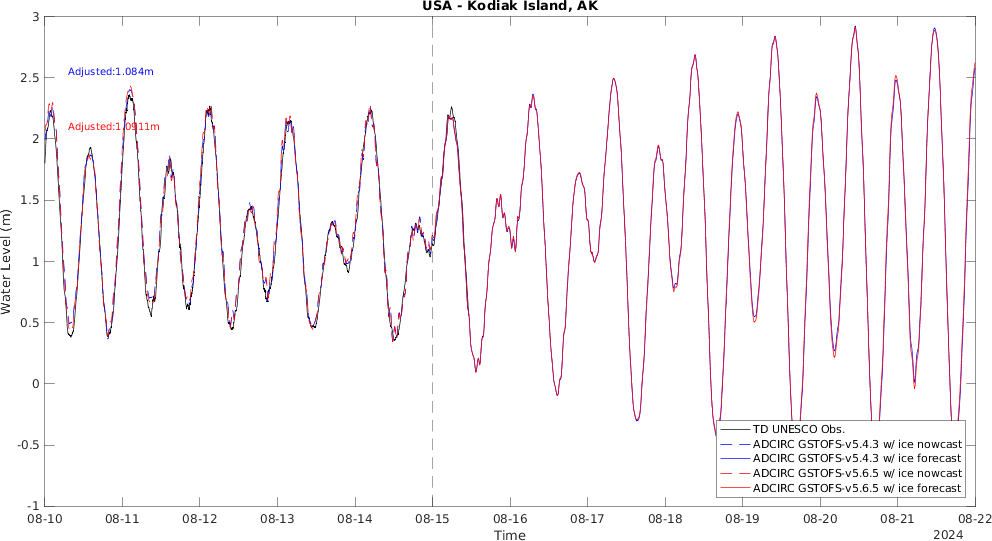 USA - Kodiak Island, AK
3
2.5
2
1.5
1
0.5
0
-0.5
-1
Water Level (m)
Adjusted:1.084m
Adjusted:1.0911m
TD UNESCO Obs.
ADCIRC GSTOFS-v5.4.3 w/ ice nowcast
ADCIRC GSTOFS-v5.4.3 w/ ice forecast
ADCIRC GSTOFS-v5.6.5 w/ ice nowcast
ADCIRC GSTOFS-v5.6.5 w/ ice forecast
08-10 08-11 08-12 08-13 08-14 08-15 08-16 08-17 08-18 08-19 08-20 08-21 08-22
Time
2024